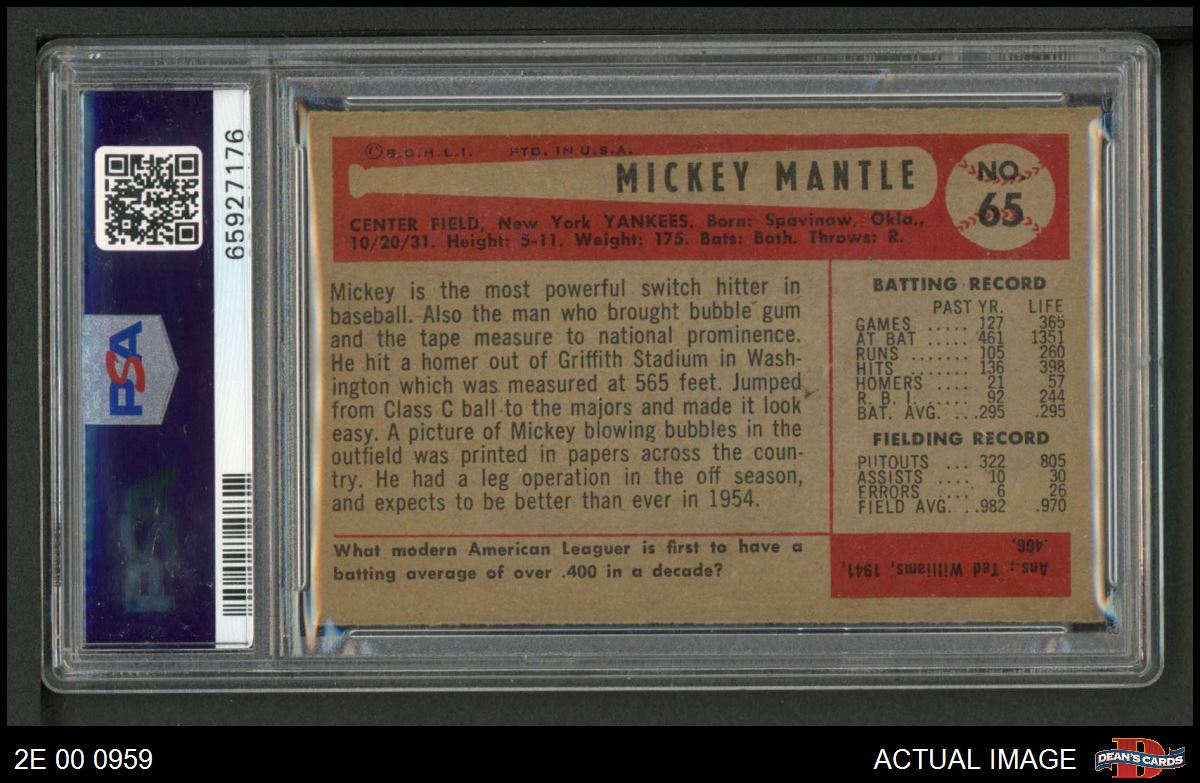 65927176
PSA
PSA
©B.G.H.L.I. PTD. IN U.S.A.
MICKEY MANTLE
NO.
65
CENTER FIELD, New York YANKEES. Born: Spavinaw, Okla.,
10/20/31. Height: 5-11. Weight: 175. Bats: Both. Throws: R.
Mickey is the most powerful switch hitter in
baseball. Also the man who brought bubble gum
and the tape measure to national prominence.
He hit a homer out of Griffith Stadium in Wash-
ington which was measured at 565 feet. Jumped
from Class C ball to the majors and made it look
easy. A picture of Mickey blowing bubbles in the
outfield was printed in papers across the coun-
try. He had a leg operation in the off season,
and expects to be better than ever in 1954.
BATTING RECORD
PAST YR. LIFE
GAMES ..... 127 365
AT BAT ..... 461 1351
RUNS ....... 105 260
HITS ....... 136 398
HOMERS .... 21 57
R. B. I. ..... 92 244
BAT. AVG. ...295 .295
FIELDING RECORD
PUTOUTS ... 322 805
ASSISTS .... 10 30
ERRORS .... 6 26
FIELD AVG. ..982 .970
What modern American Leaguer is first to have a
batting average of over .400 in a decade?
Ans.: Ted Williams, 1941,
.406.
2E 00 0959
ACTUAL IMAGE
DEAN'S CARDS